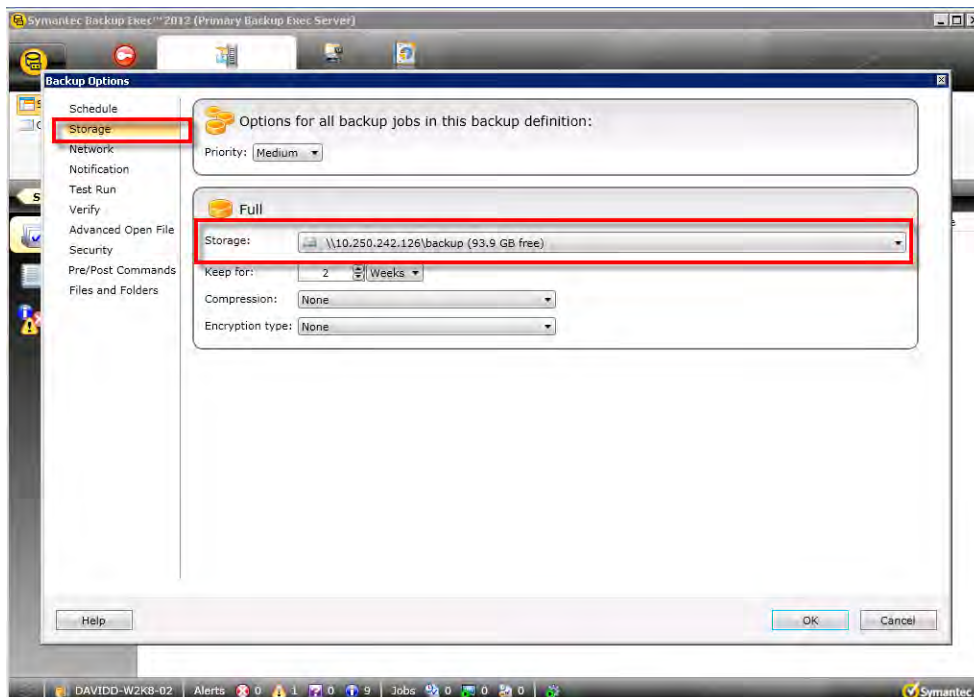 Symantec Backup Exec™ 2012 (Primary Backup Exec Server)
Backup Options
Schedule
Storage
Network
Notification
Test Run
Verify
Advanced Open File
Security
Pre/Post Commands
Files and Folders
Options for all backup jobs in this backup definition:
Priority: Medium
Full
Storage: \\10.250.242.126\backup (93.9 GB free)
Keep for: 2 Weeks
Compression: None
Encryption type: None
Help
OK
Cancel
DAVIDD-W2K8-02 Alerts 0 1 0 9 Jobs 0 0 0 Symantec